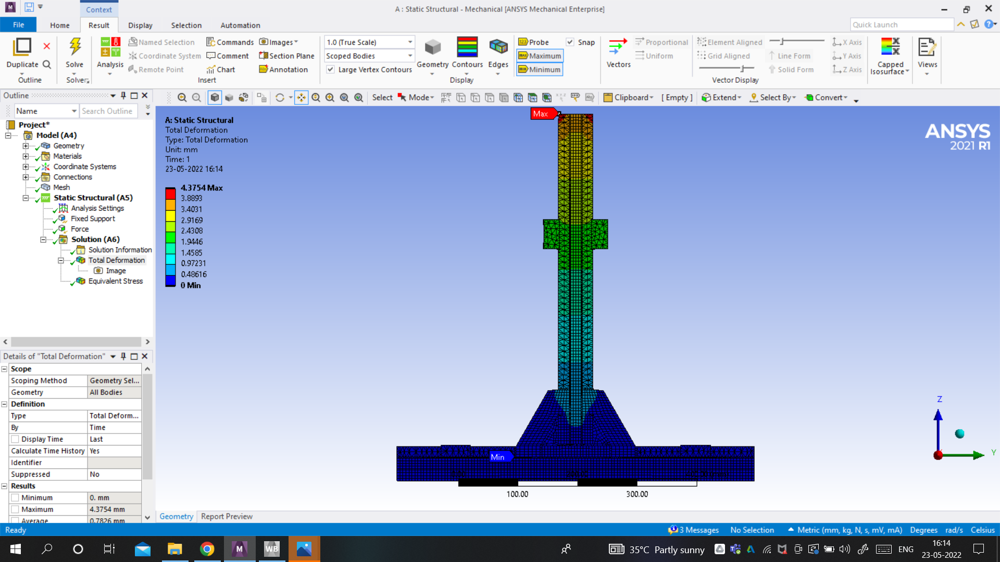 M
Context
A : Static Structural - Mechanical [ANSYS Mechanical Enterprise]
File
Home
Result
Display
Selection
Automation
Quick Launch
Duplicate
Outline
Solve
Solver
Analysis
Named Selection
Coordinate System
Remote Point
Commands
Comment
Chart
Images
Section Plane
Annotation
Insert
1.0 (True Scale)
Scoped Bodies
Large Vertex Contours
Geometry
Contours
Edges
Display
Probe
Maximum
Minimum
Snap
Vectors
Proportional
Uniform
Element Aligned
Grid Aligned
Line Form
Solid Form
X Axis
Y Axis
Z Axis
Vector Display
Capped
Isosurface
Views
Outline
Name
Search Outline
Select
Mode
Clipboard
[ Empty ]
Extend
Select By
Convert
Project*
Model (A4)
Geometry
Materials
Coordinate Systems
Connections
Mesh
Static Structural (A5)
Analysis Settings
Fixed Support
Force
Solution (A6)
Solution Information
Total Deformation
Image
Equivalent Stress
A: Static Structural
Total Deformation
Type: Total Deformation
Unit: mm
Time: 1
23-05-2022 16:14
4.3754 Max
3.8893
3.4031
2.9169
2.4308
1.9446
1.4585
0.97231
0.48616
0 Min
Max
Min
ANSYS
2021 R1
Z
Y
100.00
300.00
Details of "Total Deformation"
Scope
Scoping Method Geometry Sel...
Geometry All Bodies
Definition
Type Total Deform...
By Time
Display Time Last
Calculate Time History Yes
Identifier
Suppressed No
Results
Minimum 0. mm
Maximum 4.3754 mm
Average 0.7826 mm
Geometry
Report Preview
Ready
3 Messages
No Selection
Metric (mm, kg, N, s, mV, mA)
Degrees
rad/s
Celsius
M
WB
35°C Partly sunny
ENG
16:14
23-05-2022